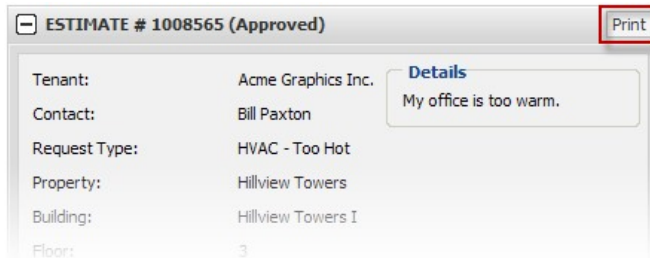 ESTIMATE # 1008565 (Approved)
Print
Tenant: Acme Graphics Inc.
Contact: Bill Paxton
Request Type: HVAC - Too Hot
Property: Hillview Towers
Building: Hillview Towers I
Floor: 3
Details
My office is too warm.